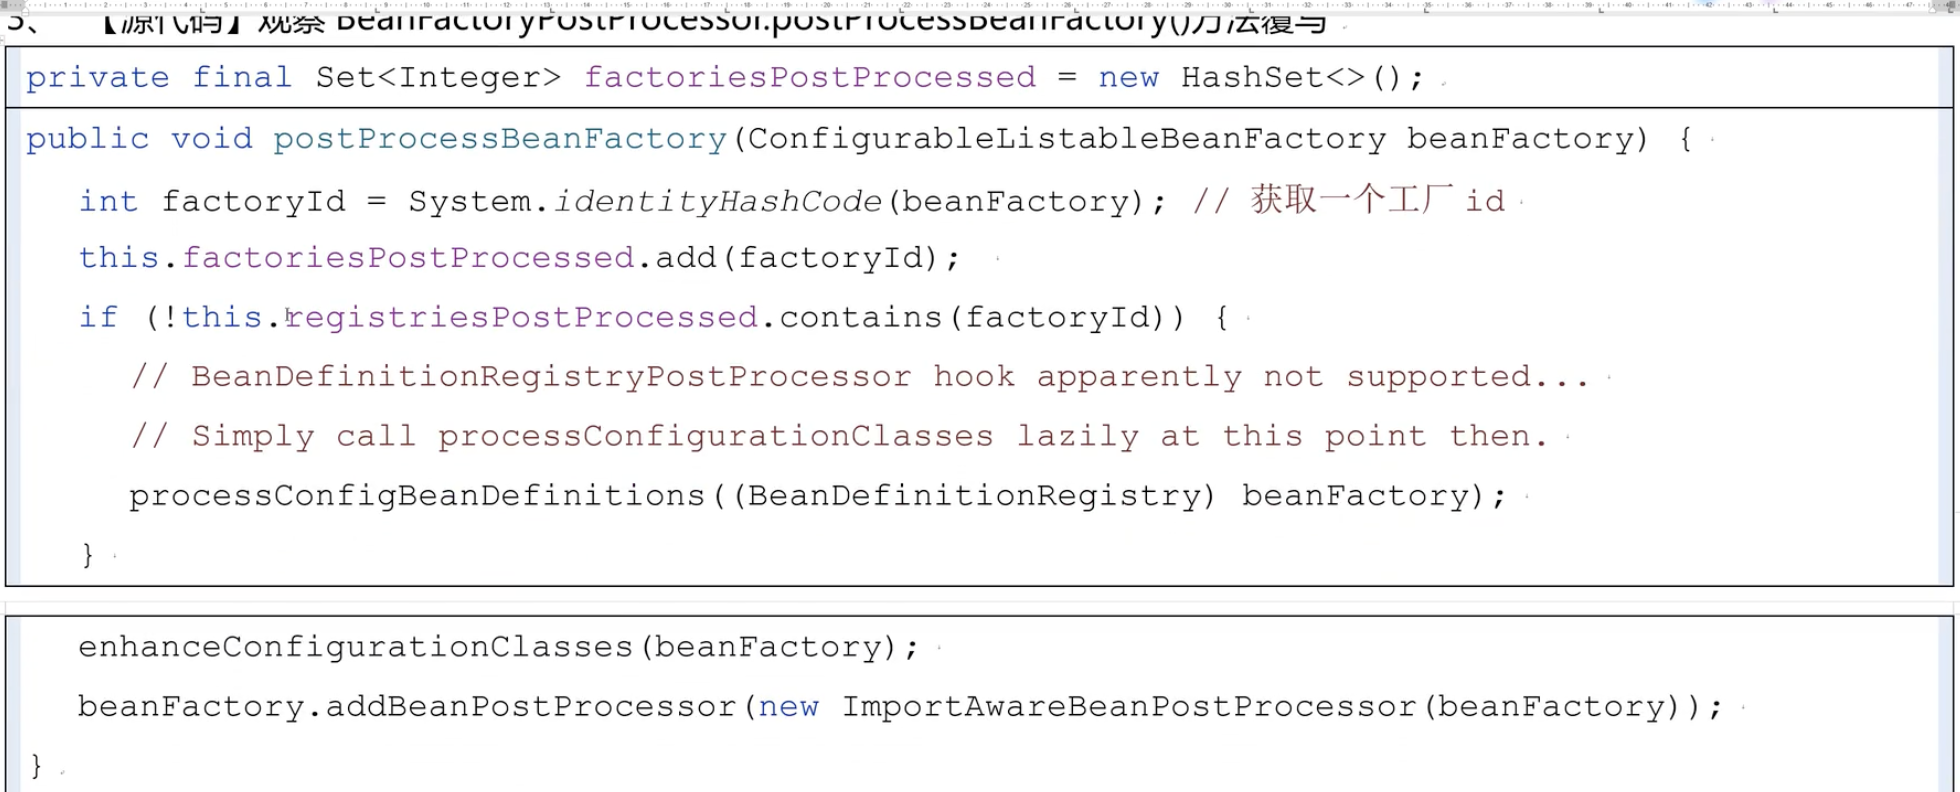 5、 【源代码】观察 BeanFactoryPostProcessor.postProcessBeanFactory()方法覆写
private final Set<Integer> factoriesPostProcessed = new HashSet<>();
public void postProcessBeanFactory(ConfigurableListableBeanFactory beanFactory) {
int factoryId = System.identityHashCode(beanFactory); // 获取一个工厂 id
this.factoriesPostProcessed.add(factoryId);
if (!this.registriesPostProcessed.contains(factoryId)) {
// BeanDefinitionRegistryPostProcessor hook apparently not supported...
// Simply call processConfigurationClasses lazily at this point then.
processConfigBeanDefinitions((BeanDefinitionRegistry) beanFactory);
}
enhanceConfigurationClasses(beanFactory);
beanFactory.addBeanPostProcessor(new ImportAwareBeanPostProcessor(beanFactory));
}